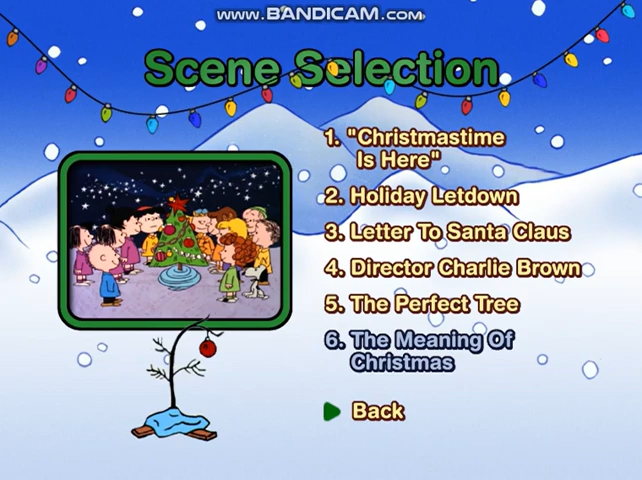 www.BANDICAM.com
Scene Selection
1. "Christmastime
Is Here"
2. Holiday Letdown
3. Letter To Santa Claus
4. Director Charlie Brown
5. The Perfect Tree
6. The Meaning Of
Christmas
Back